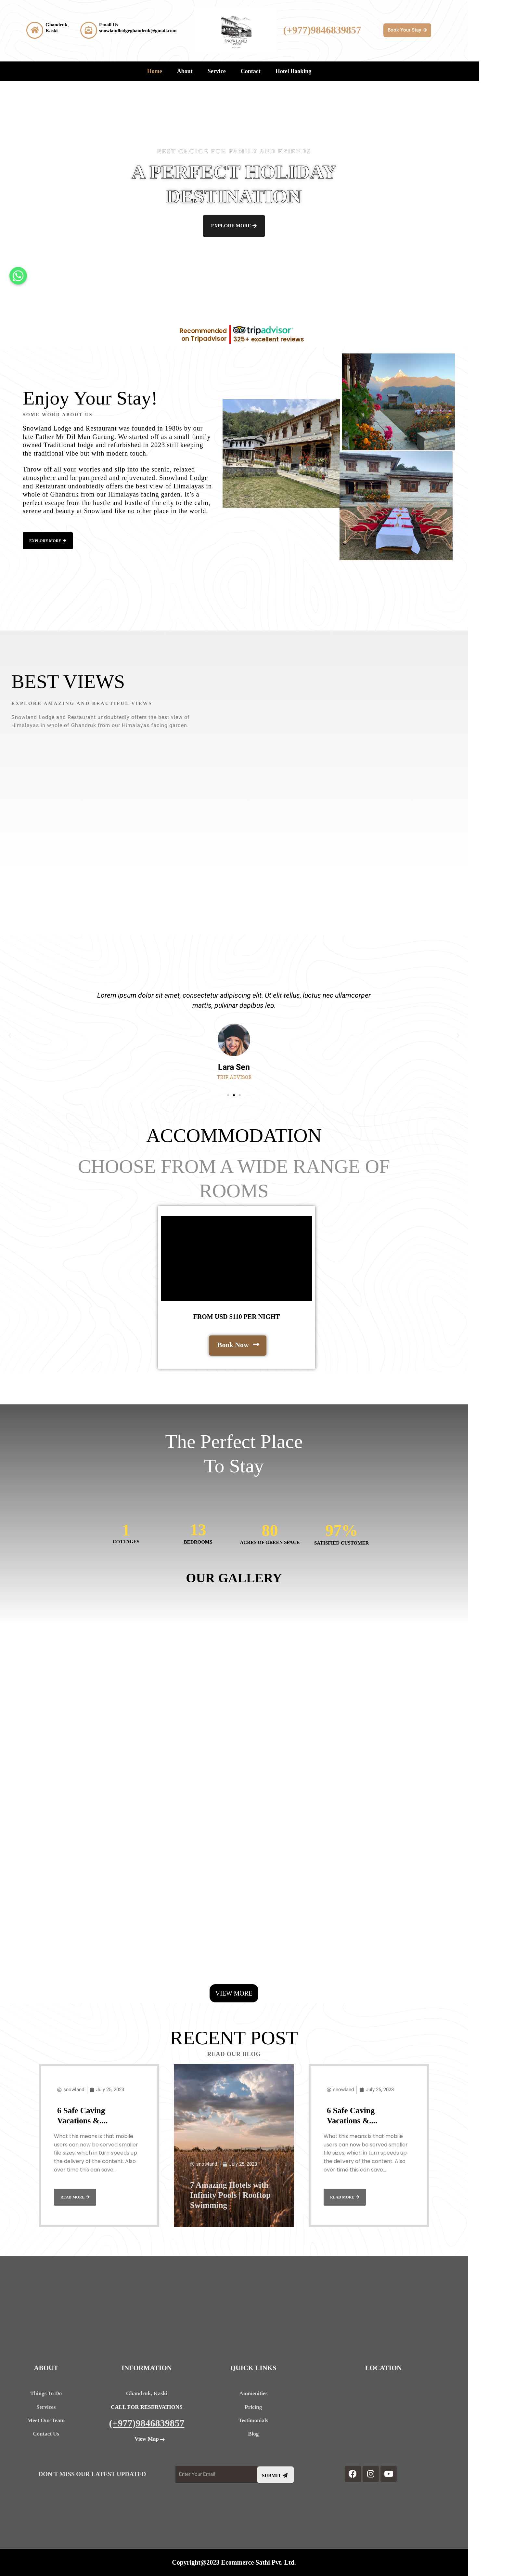 Ghandruk,
Kaski
Email Us
snowlandlodgeghandruk@gmail.com
SNOWLAND
(+977)9846839857
Book Your Stay
Home
About
Service
Contact
Hotel Booking
BEST CHOICE FOR FAMILY AND FRIENDS
A PERFECT HOLIDAY
DESTINATION
EXPLORE MORE
Recommended
on Tripadvisor
tripadvisor
325+ excellent reviews
Enjoy Your Stay!
SOME WORD ABOUT US
Snowland Lodge and Restaurant was founded in 1980s by our
late Father Mr Dil Man Gurung. We started off as a small family
owned Traditional lodge and refurbished in 2023 still keeping
the traditional vibe but with modern touch.
Throw off all your worries and slip into the scenic, relaxed
atmosphere and be pampered and rejuvenated. Snowland Lodge
and Restaurant undoubtedly offers the best view of Himalayas in
whole of Ghandruk from our Himalayas facing garden. It's a
perfect escape from the hustle and bustle of the city to come to
serene and beauty at Snowland like no other place in the world.
EXPLORE MORE
BEST VIEWS
EXPLORE AMAZING AND BEAUTIFUL VIEWS
Snowland Lodge and Restaurant undoubtedly offers the best view of
Himalayas in whole of Ghandruk from our Himalayas facing garden.
Lorem ipsum dolor sit amet, consectetur adipiscing elit. Ut elit tellus, luctus nec ullamcorper
mattis, pulvinar dapibus leo.
Lara Sen
TRIP ADVISOR
ACCOMMODATION
CHOOSE FROM A WIDE RANGE OF
ROOMS
FROM USD $110 PER NIGHT
Book Now
The Perfect Place
To Stay
1
COTTAGES
13
BEDROOMS
80
ACRES OF GREEN SPACE
97%
SATISFIED CUSTOMER
OUR GALLERY
VIEW MORE
RECENT POST
READ OUR BLOG
snowland
July 25, 2023
6 Safe Caving
Vacations &....
What this means is that mobile
users can now be served smaller
file sizes, which in turn speeds up
the delivery of the content. Also
over time this can save...
READ MORE
snowland
July 25, 2023
7 Amazing Hotels with
Infinity Pools | Rooftop
Swimming
snowland
July 25, 2023
6 Safe Caving
Vacations &....
What this means is that mobile
users can now be served smaller
file sizes, which in turn speeds up
the delivery of the content. Also
over time this can save...
READ MORE
ABOUT
Things To Do
Services
Meet Our Team
Contact Us
INFORMATION
Ghandruk, Kaski
CALL FOR RESERVATIONS
(+977)9846839857
View Map
QUICK LINKS
Ammenities
Pricing
Testimonials
Blog
LOCATION
DON'T MISS OUR LATEST UPDATED
Enter Your Email
SUBMIT
Copyright@2023 Ecommerce Sathi Pvt. Ltd.